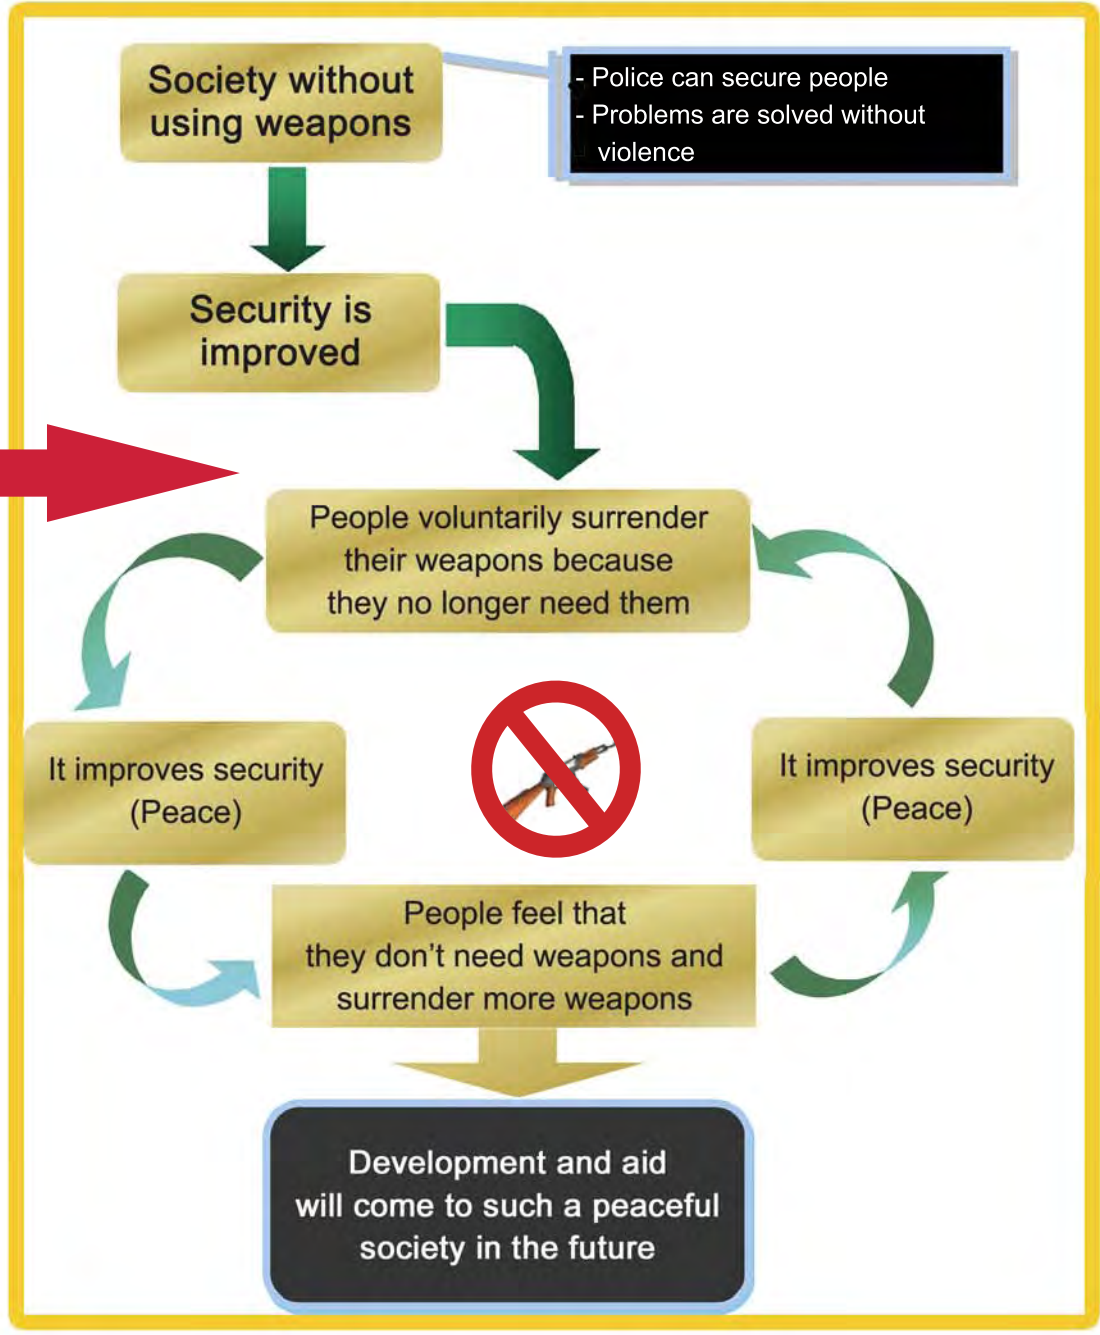 Society without
using weapons
- Police can secure people
- Problems are solved without
violence
Security is
improved
People voluntarily surrender
their weapons because
they no longer need them
It improves security
(Peace)
It improves security
(Peace)
People feel that
they don't need weapons and
surrender more weapons
Development and aid
will come to such a peaceful
society in the future